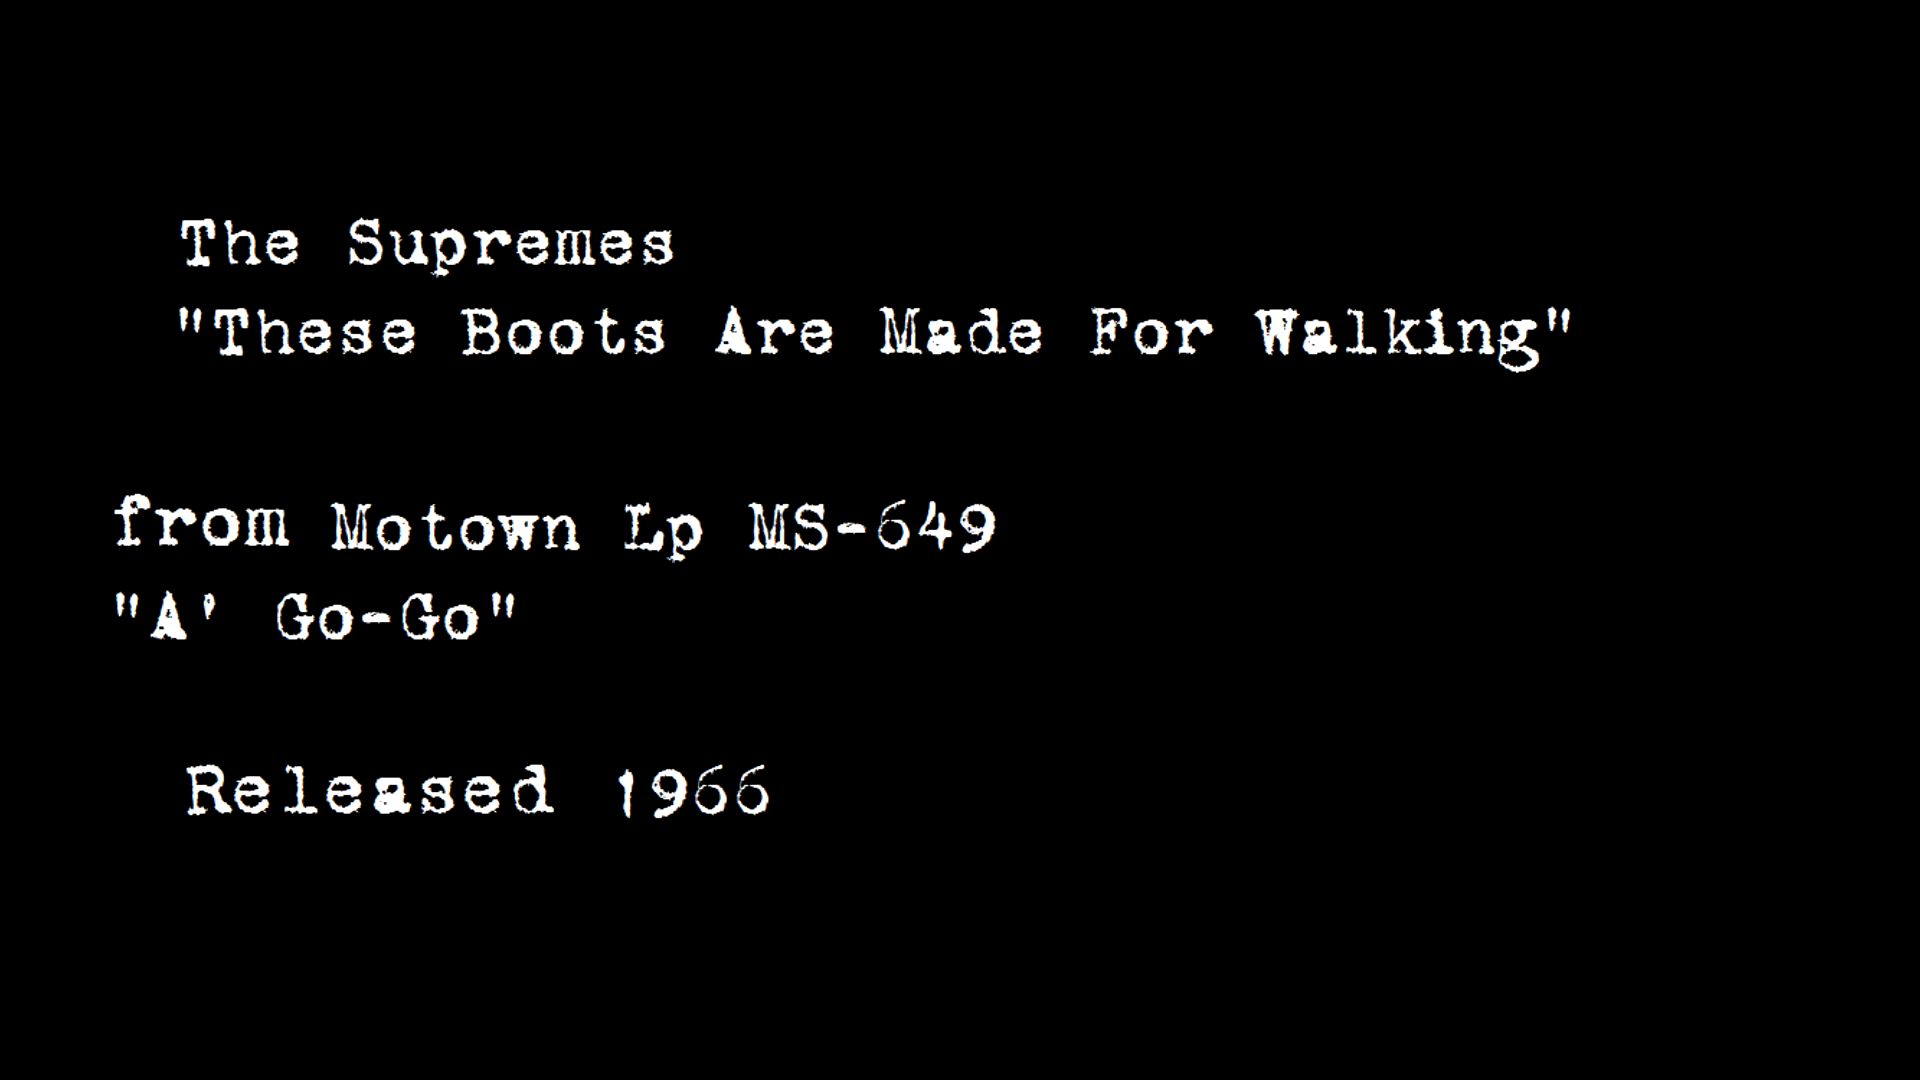 The Supremes
"These Boots Are Made For Walking"
from Motown Lp MS-649
"A' Go-Go"
Released 1966